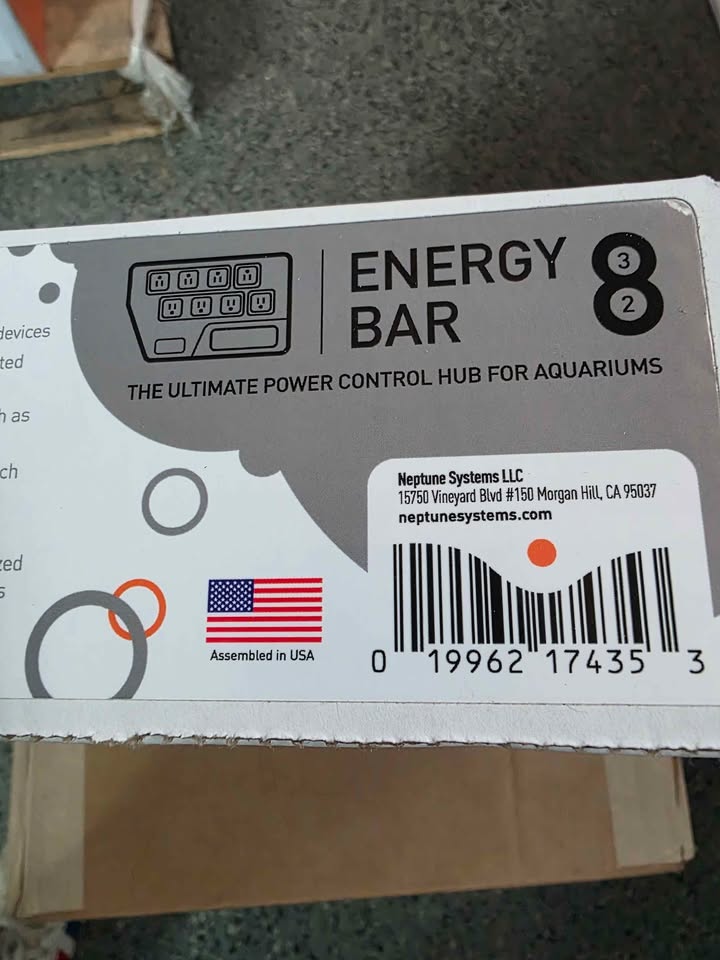 devices
ted
h as
ch
zed
s
ENERGY
BAR
8
3
2
THE ULTIMATE POWER CONTROL HUB FOR AQUARIUMS
Neptune Systems LLC
15750 Vineyard Blvd #150 Morgan Hill, CA 95037
neptunesystems.com
Assembled in USA
0 19962 17435 3